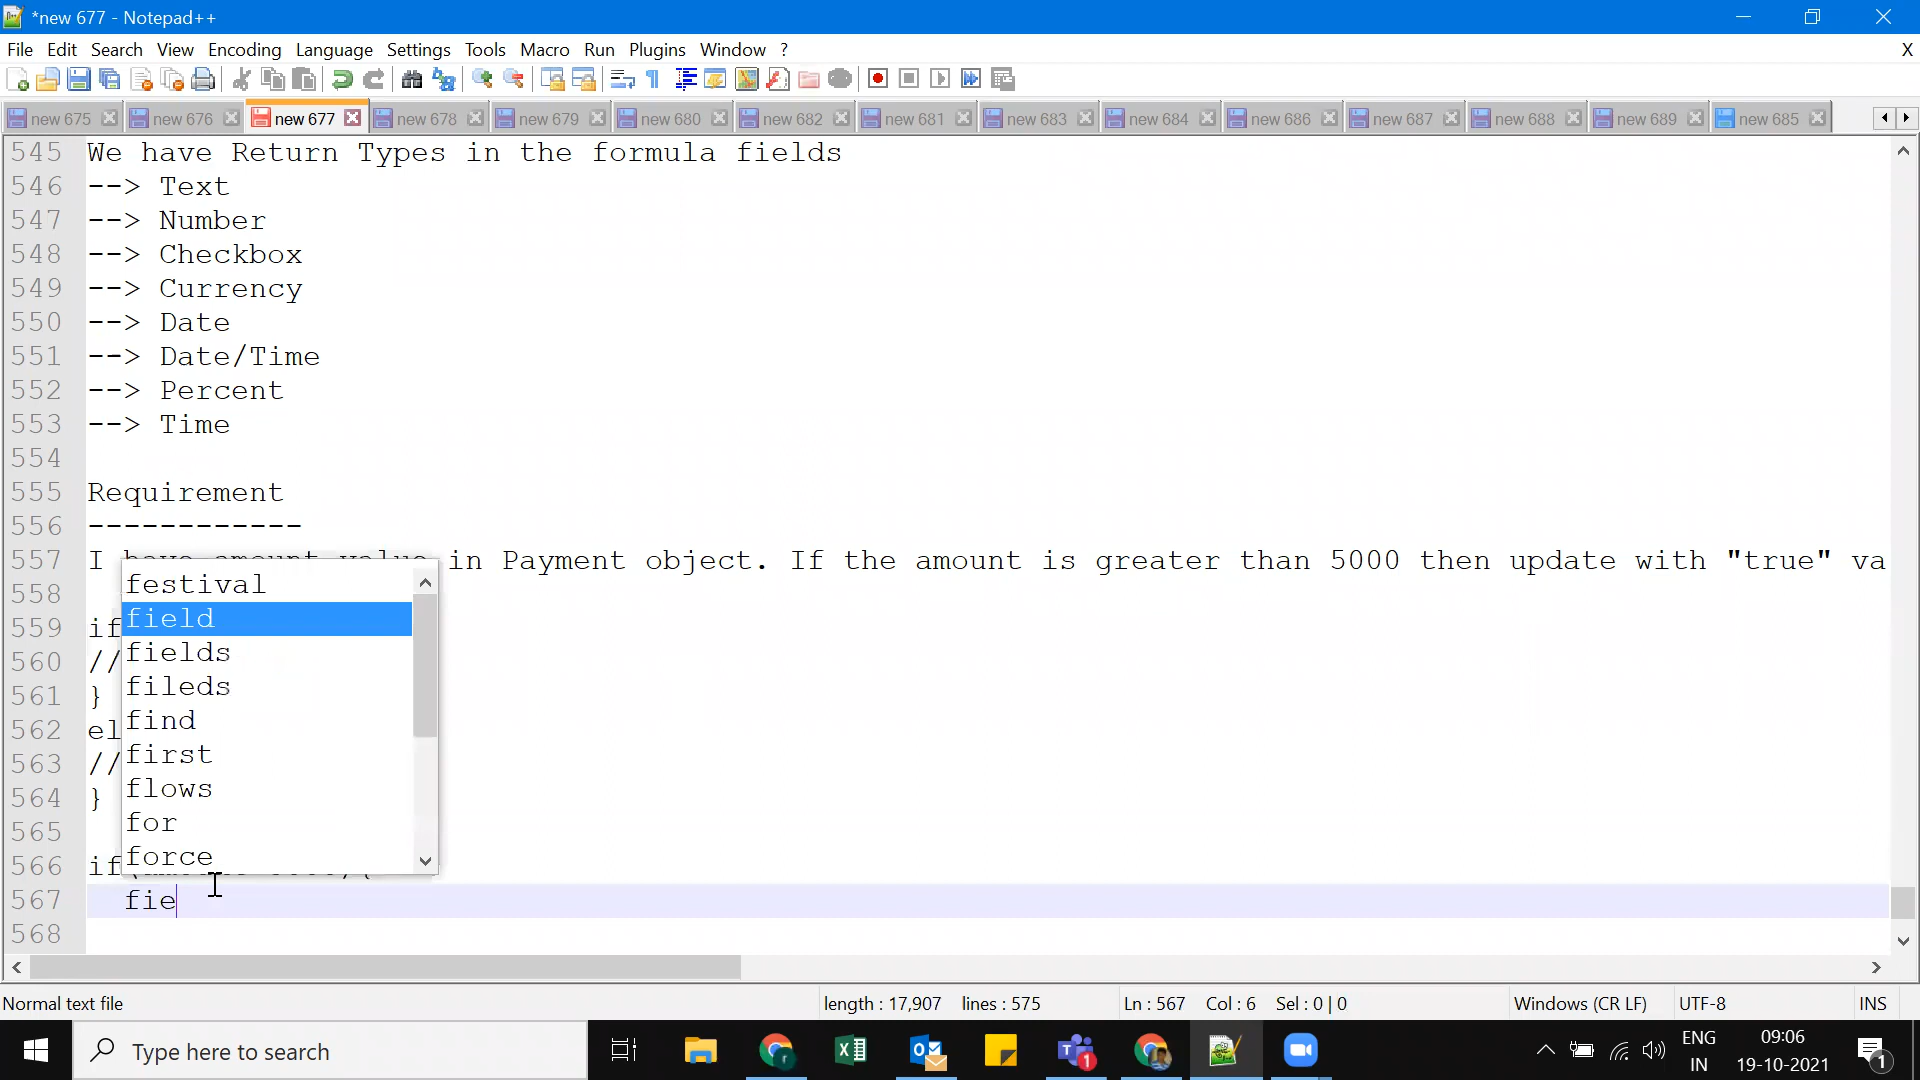 *new 677 - Notepad++
File Edit Search View Encoding Language Settings Tools Macro Run Plugins Window ? X
new 675 new 676 new 677 new 678 new 679 new 680 new 682 new 681 new 683 new 684 new 686 new 687 new 688 new 689 new 685
545 We have Return Types in the formula fields
546 --> Text
547 --> Number
548 --> Checkbox
549 --> Currency
550 --> Date
551 --> Date/Time
552 --> Percent
553 --> Time
554
555 Requirement
556 ------------
557 I have amount value in Payment object. If the amount is greater than 5000 then update with "true" va
558
festival
field
559 if
fields
560 //
fileds
561 }
find
562 el
first
563 //
flows
564 }
for
565
force
566 if
567 fie
568
Normal text file length : 17,907 lines : 575 Ln : 567 Col : 6 Sel : 0 | 0 Windows (CR LF) UTF-8 INS
Type here to search
1
ENG
IN
09:06
19-10-2021
1